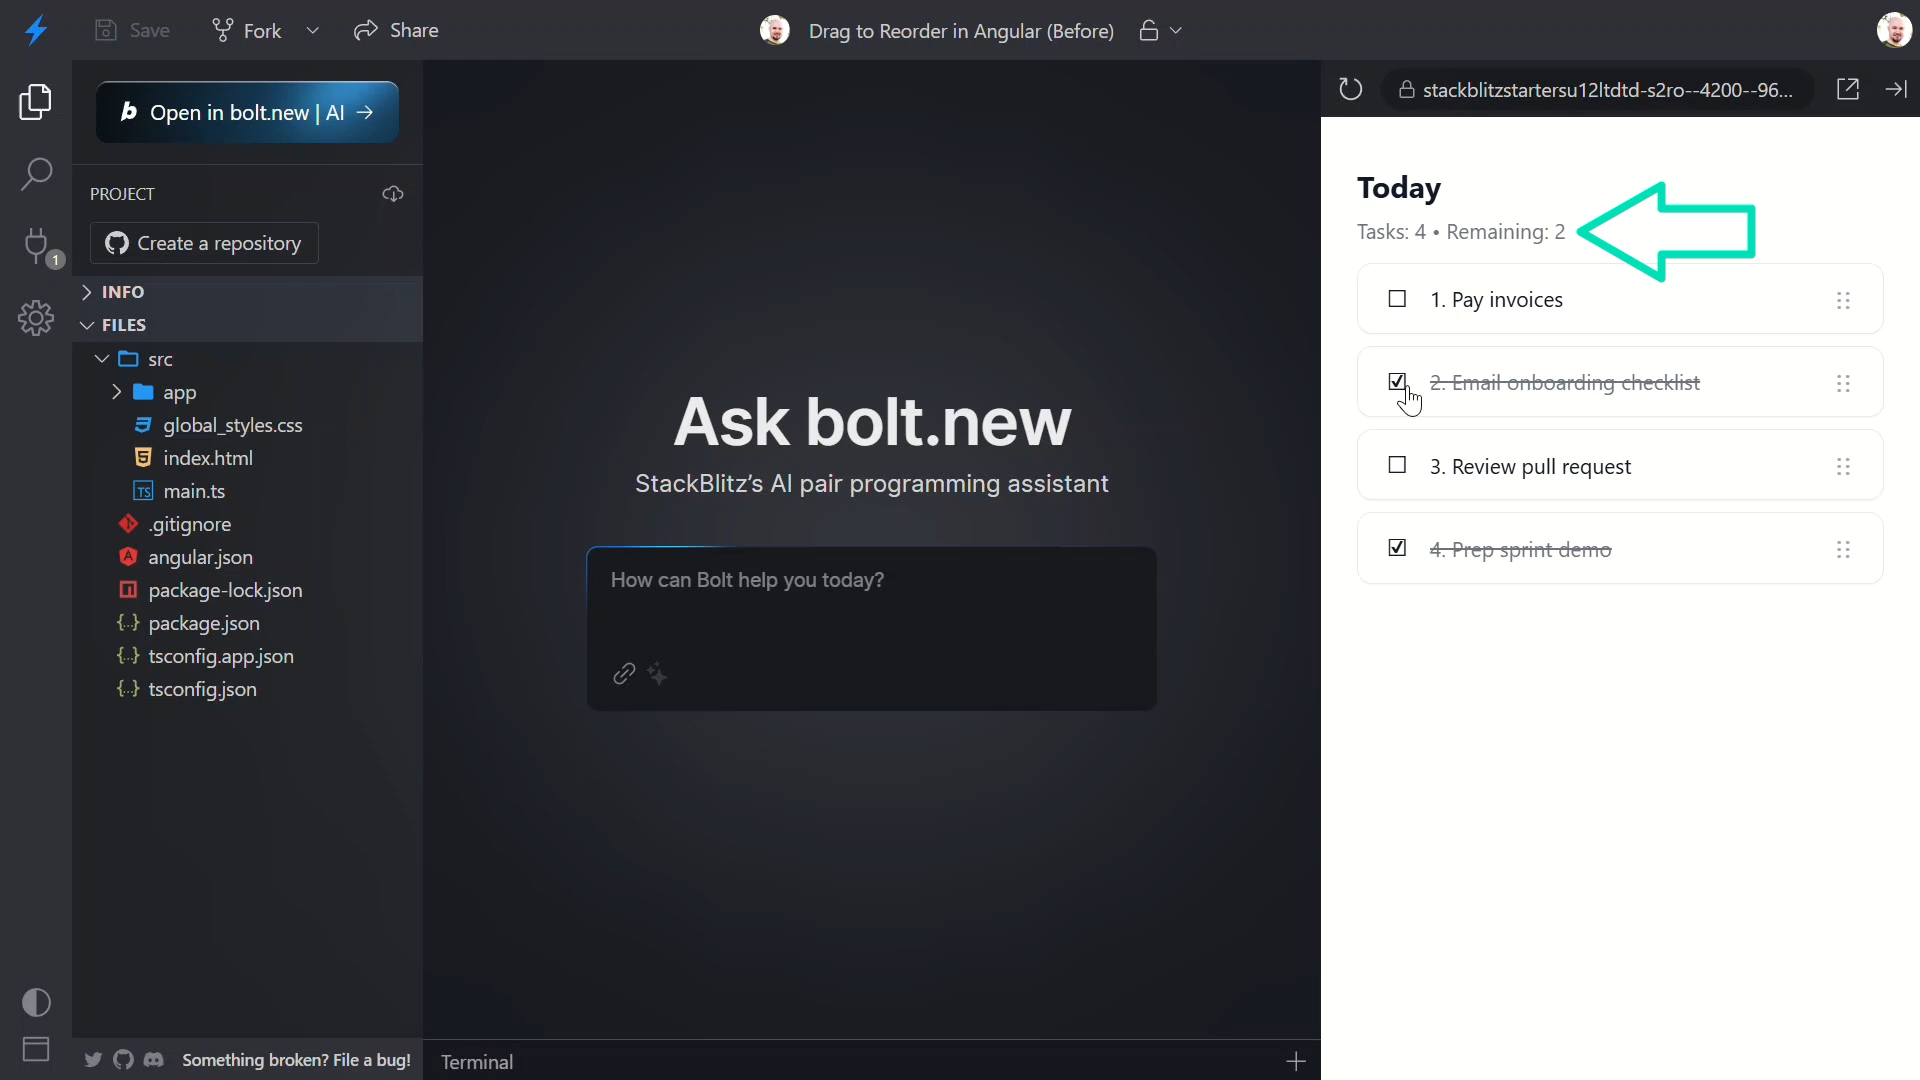 Save
Fork
Share
Drag to Reorder in Angular (Before)
b Open in bolt.new | AI →
stackblitzstartersu12ltdtd-s2ro--4200--96...
PROJECT
Create a repository
1
INFO
FILES
src
app
global_styles.css
index.html
TS main.ts
.gitignore
angular.json
package-lock.json
{..} package.json
{..} tsconfig.app.json
{..} tsconfig.json
Something broken? File a bug!
Ask bolt.new
StackBlitz's AI pair programming assistant
How can Bolt help you today?
Terminal
Today
Tasks: 4 • Remaining: 2
1. Pay invoices
2. Email onboarding checklist
3. Review pull request
4. Prep sprint demo